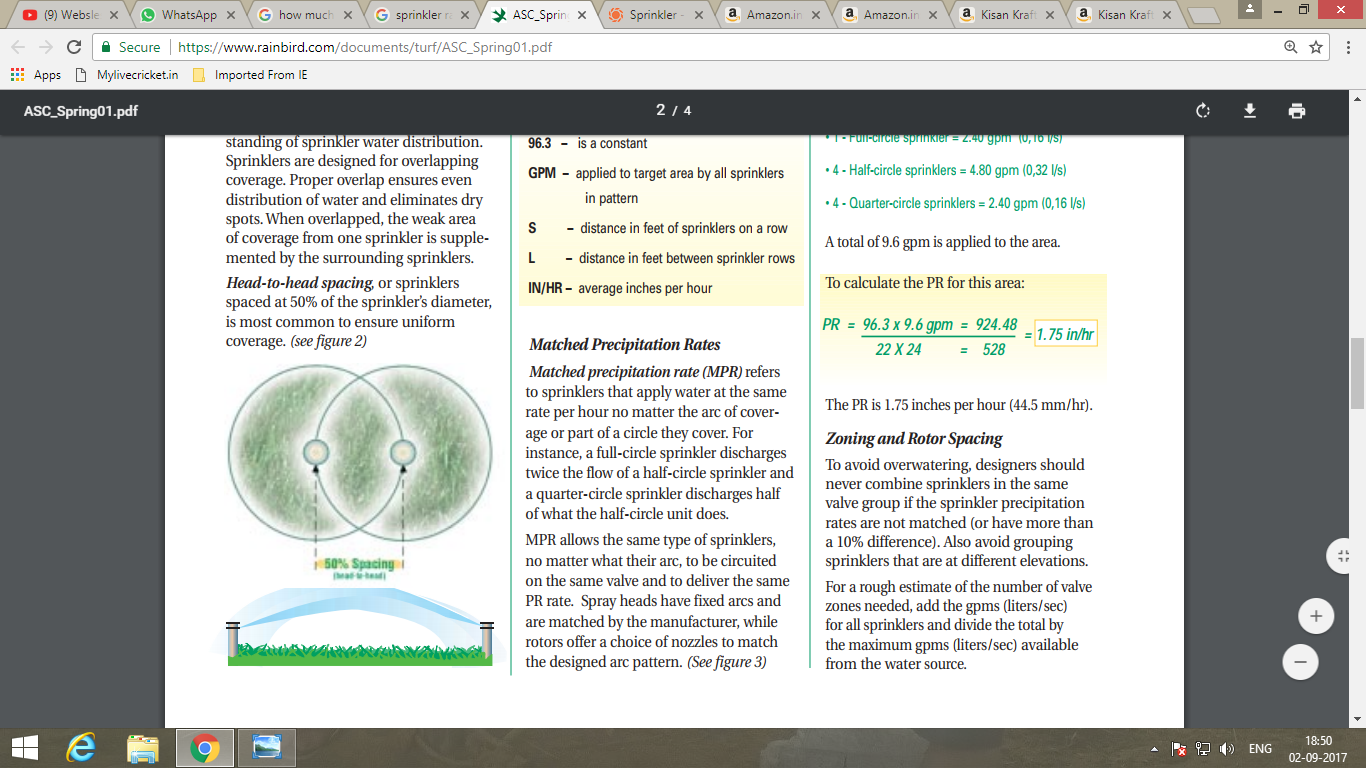 (9) Websle
WhatsApp
how much
sprinkler ra
ASC_Sprin
Sprinkler -
Amazon.in
Amazon.in
Kisan Kraft
Kisan Kraft
Secure
https://www.rainbird.com/documents/turf/ASC_Spring01.pdf
Apps
Mylivecricket.in
Imported From IE
ASC_Spring01.pdf
2 / 4
standing of sprinkler water distribution.
Sprinklers are designed for overlapping
coverage. Proper overlap ensures even
distribution of water and eliminates dry
spots. When overlapped, the weak area
of coverage from one sprinkler is supple-
mented by the surrounding sprinklers.
Head-to-head spacing, or sprinklers
spaced at 50% of the sprinkler's diameter,
is most common to ensure uniform
coverage. (see figure 2)
50% Spacing
(head-to-head)
96.3 – is a constant
GPM – applied to target area by all sprinklers
in pattern
S – distance in feet of sprinklers on a row
L – distance in feet between sprinkler rows
IN/HR – average inches per hour
Matched Precipitation Rates
Matched precipitation rate (MPR) refers
to sprinklers that apply water at the same
rate per hour no matter the arc of cover-
age or part of a circle they cover. For
instance, a full-circle sprinkler discharges
twice the flow of a half-circle sprinkler and
a quarter-circle sprinkler discharges half
of what the half-circle unit does.
MPR allows the same type of sprinklers,
no matter what their arc, to be circuited
on the same valve and to deliver the same
PR rate. Spray heads have fixed arcs and
are matched by the manufacturer, while
rotors offer a choice of nozzles to match
the designed arc pattern. (See figure 3)
• 1 - Full-circle sprinkler = 2.40 gpm (0,16 l/s)
• 4 - Half-circle sprinklers = 4.80 gpm (0,32 l/s)
• 4 - Quarter-circle sprinklers = 2.40 gpm (0,16 l/s)
A total of 9.6 gpm is applied to the area.
To calculate the PR for this area:
PR = 96.3 x 9.6 gpm = 924.48
= 1.75 in/hr
22 X 24 = 528
The PR is 1.75 inches per hour (44.5 mm/hr).
Zoning and Rotor Spacing
To avoid overwatering, designers should
never combine sprinklers in the same
valve group if the sprinkler precipitation
rates are not matched (or have more than
a 10% difference). Also avoid grouping
sprinklers that are at different elevations.
For a rough estimate of the number of valve
zones needed, add the gpms (liters/sec)
for all sprinklers and divide the total by
the maximum gpms (liters/sec) available
from the water source.
ENG
18:50
02-09-2017